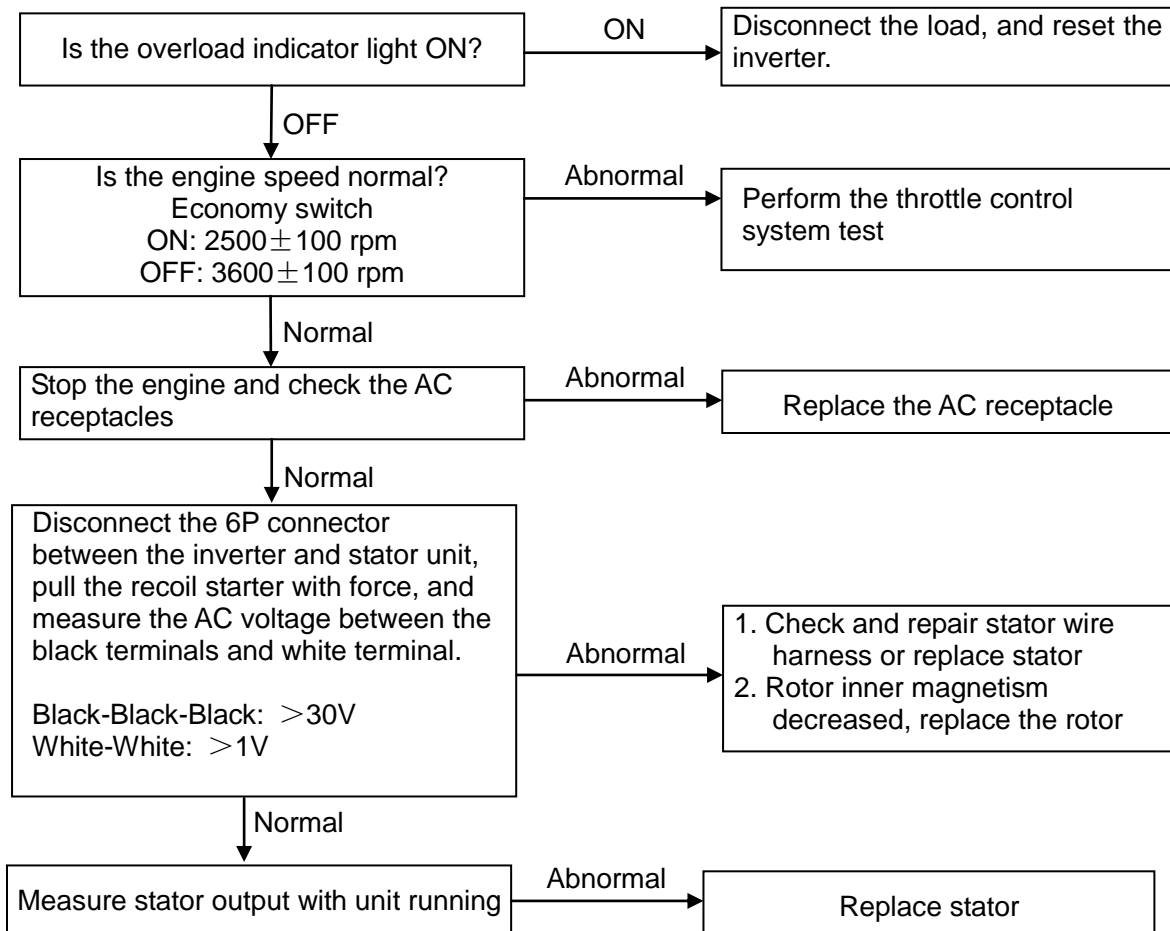 Is the overload indicator light ON?
ON
Disconnect the load, and reset the
inverter.
OFF
Is the engine speed normal?
Economy switch
ON: 2500±100 rpm
OFF: 3600±100 rpm
Abnormal
Perform the throttle control
system test
Normal
Stop the engine and check the AC
receptacles
Abnormal
Replace the AC receptacle
Normal
Disconnect the 6P connector
between the inverter and stator unit,
pull the recoil starter with force, and
measure the AC voltage between the
black terminals and white terminal.
Black-Black-Black: >30V
White-White: >1V
Abnormal
1. Check and repair stator wire
harness or replace stator
2. Rotor inner magnetism
decreased, replace the rotor
Normal
Measure stator output with unit running
Abnormal
Replace stator